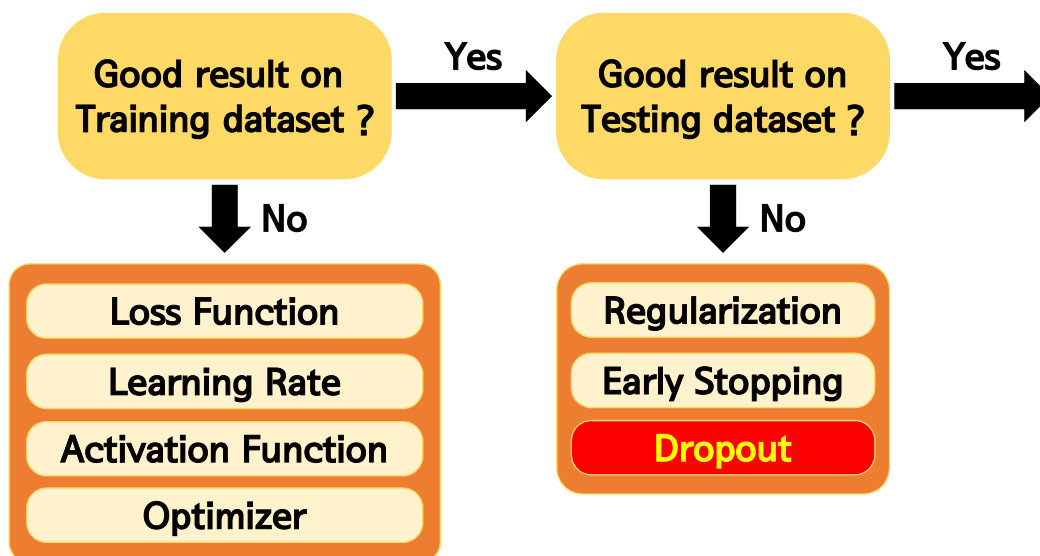 Good result on
Training dataset ?
Yes
Good result on
Testing dataset ?
Yes
No
No
Loss Function
Learning Rate
Activation Function
Optimizer
Regularization
Early Stopping
Dropout